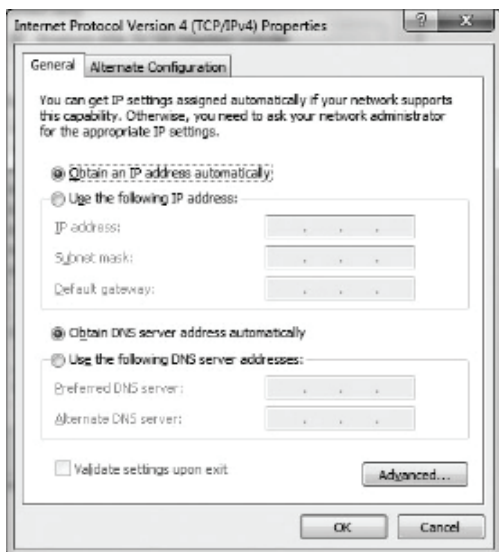 Internet Protocol Version 4 (TCP/IPv4) Properties
General
Alternate Configuration
You can get IP settings assigned automatically if your network supports
this capability. Otherwise, you need to ask your network administrator
for the appropriate IP settings.
Obtain an IP address automatically
Use the following IP address:
IP address:
Subnet mask:
Default gateway:
Obtain DNS server address automatically
Use the following DNS server addresses:
Preferred DNS server:
Alternate DNS server:
Validate settings upon exit
Advanced...
OK
Cancel